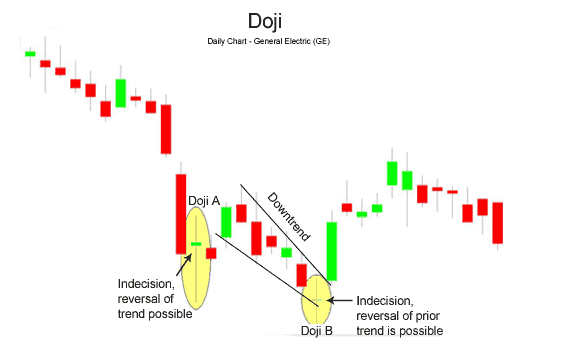 Doji
Daily Chart - General Electric (GE)
Doji A
Downtrend
Indecision,
reversal of
trend possible
Indecision,
reversal of prior
trend is possible
Doji B